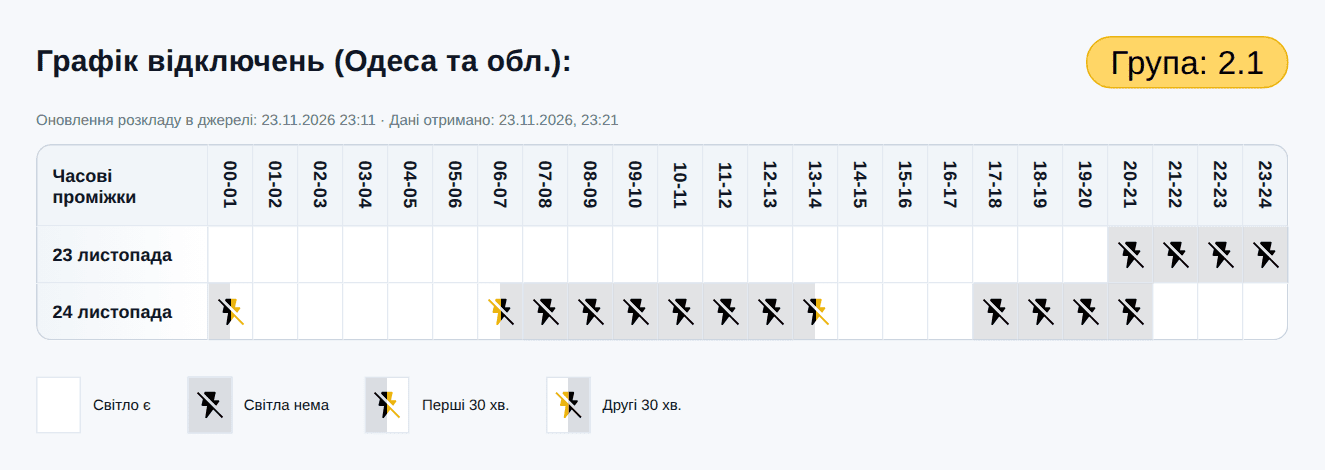 Графік відключень (Одеса та обл.):
Група: 2.1
Оновлення розкладу в джерелі: 23.11.2026 23:11 · Дані отримано: 23.11.2026, 23:21
Часові проміжки 00-01 01-02 02-03 03-04 04-05 05-06 06-07 07-08 08-09 09-10 10-11 11-12 12-13 13-14 14-15 15-16 16-17 17-18 18-19 19-20 20-21 21-22 22-23 23-24
23 листопада
24 листопада
Світло є Світла нема Перші 30 хв. Другі 30 хв.